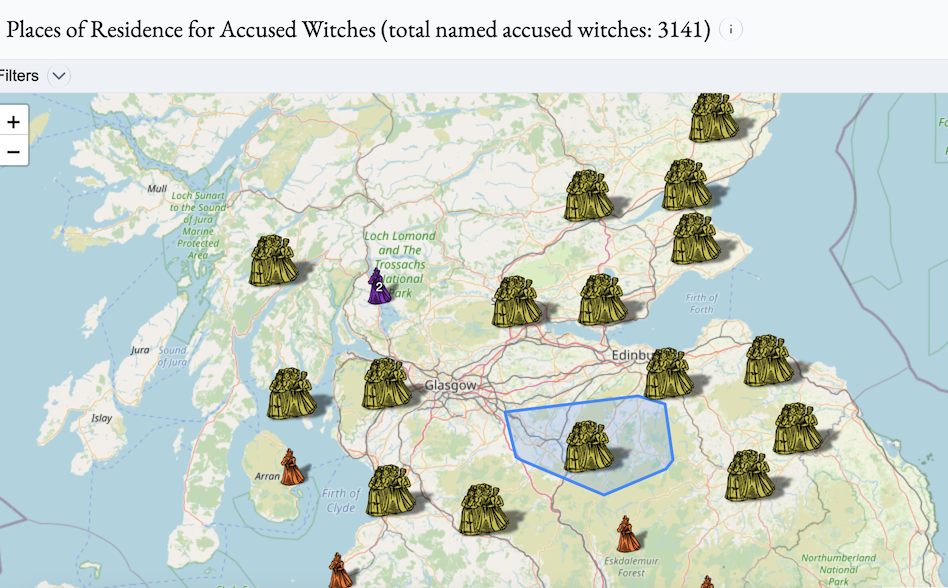 Places of Residence for Accused Witches (total named accused witches: 3141) i
Filters
+
−
Mull
Loch Sunart
to the Sound
of Jura
Marine
Protected
Area
Loch Lomond
and The
Trossachs
National
Park
2
Firth of
Forth
Jura
Sound
of Jura
Edinbu
Glasgow
Islay
Arran
Firth of
Clyde
Eskdalemuir
Forest
Northumberland
National
Park